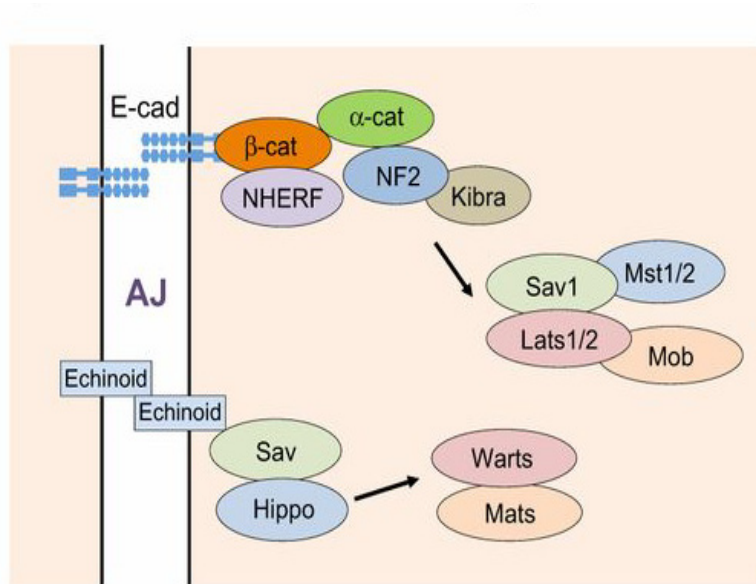 E-cad
β-cat
α-cat
NHERF
NF2
Kibra
AJ
Sav1
Mst1/2
Lats1/2
Mob
Echinoid
Echinoid
Sav
Hippo
Warts
Mats